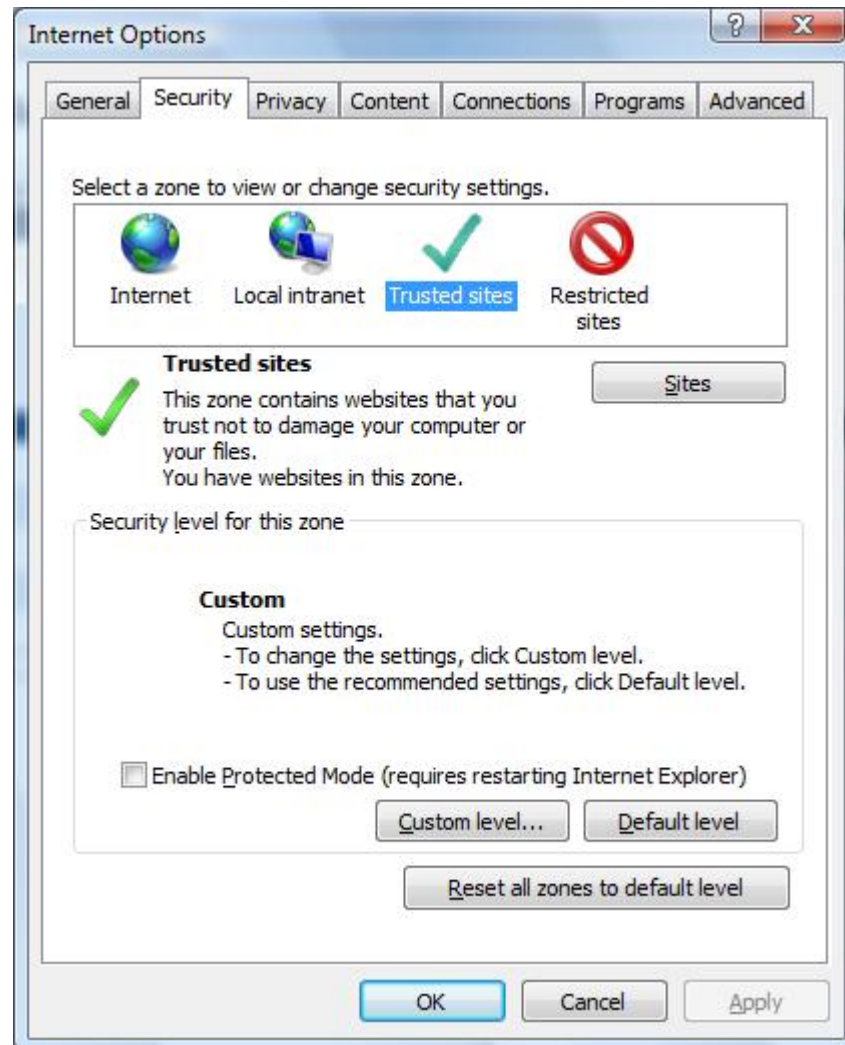 Internet Options
General Security Privacy Content Connections Programs Advanced
Select a zone to view or change security settings.
Internet Local intranet Trusted sites Restricted sites
Trusted sites
Sites
This zone contains websites that you
trust not to damage your computer or
your files.
You have websites in this zone.
Security level for this zone
Custom
Custom settings.
- To change the settings, click Custom level.
- To use the recommended settings, click Default level.
Enable Protected Mode (requires restarting Internet Explorer)
Custom level... Default level
Reset all zones to default level
OK Cancel Apply